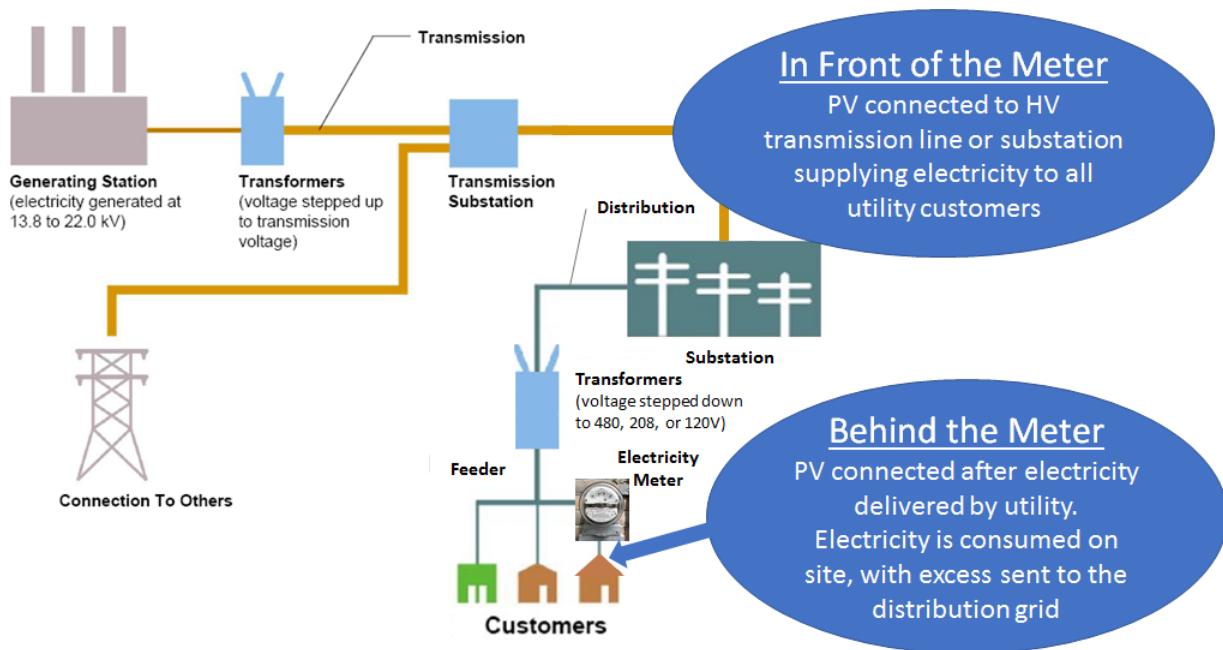 Transmission
In Front of the Meter
PV connected to HV
transmission line or substation
supplying electricity to all
utility customers
Generating Station
(electricity generated at
13.8 to 22.0 kV)
Transformers
(voltage stepped up
to transmission
voltage)
Transmission
Substation
Distribution
Substation
Transformers
(voltage stepped down
to 480, 208, or 120V)
Behind the Meter
PV connected after electricity
delivered by utility.
Electricity is consumed on
site, with excess sent to the
distribution grid
Feeder
Electricity
Meter
Connection To Others
Customers